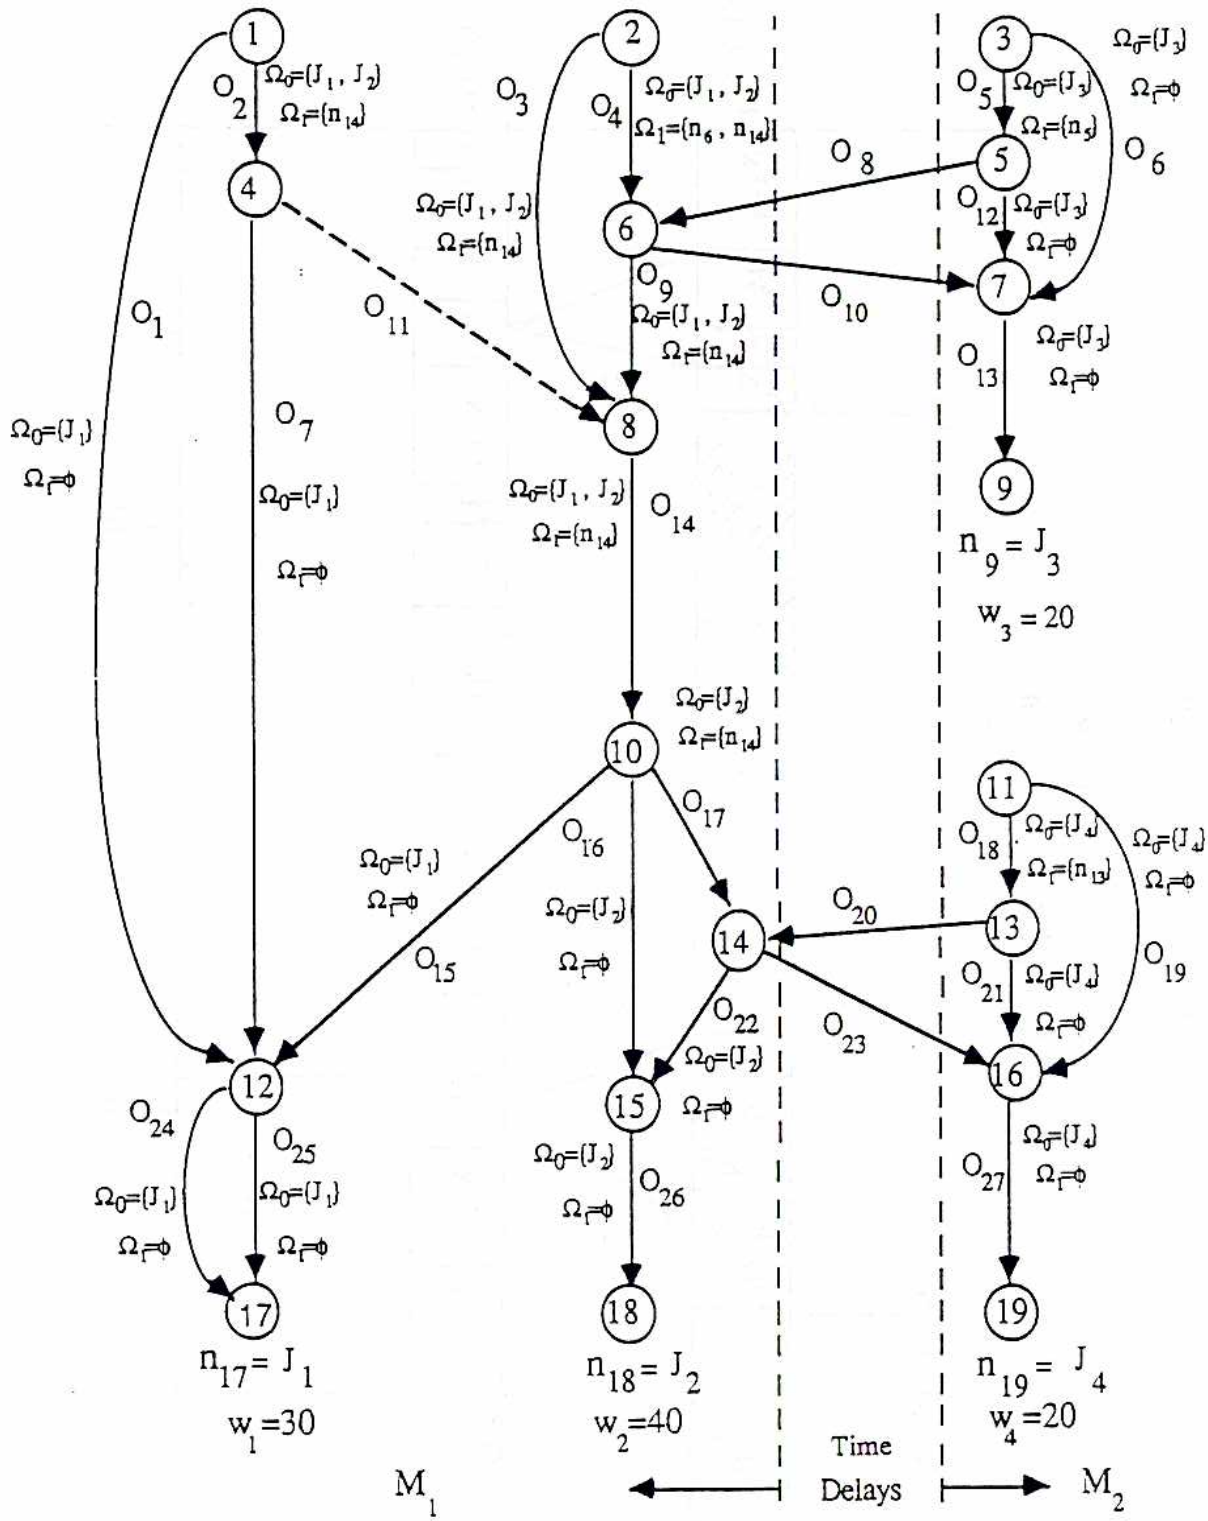 1
2
3
Ω₀={J₃}
Ω₁=ϕ
O₂
Ω₀={J₁, J₂}
Ω₁={n₁₄}
O₃
O₄
Ω₀={J₁, J₂}
Ω₁={n₆, n₁₄}
O₅
Ω₀={J₃}
Ω₁={n₅}
O₆
4
O₈
5
Ω₀={J₁, J₂}
Ω₁={n₁₄}
6
O₁₂
Ω₀={J₃}
Ω₁=ϕ
7
O₁
O₁₁
O₉
Ω₀={J₁, J₂}
Ω₁={n₁₄}
O₁₀
O₁₃
Ω₀={J₃}
Ω₁=ϕ
Ω₀={J₁}
Ω₁=ϕ
O₇
8
9
Ω₀={J₁}
Ω₁=ϕ
Ω₀={J₁, J₂}
Ω₁={n₁₄}
O₁₄
n₉ = J₃
w₃ = 20
Ω₀={J₂}
Ω₁={n₁₄}
10
11
O₁₇
O₁₆
Ω₀={J₁}
Ω₁=ϕ
O₁₅
Ω₀={J₂}
Ω₁=ϕ
O₁₈
Ω₀={J₄}
Ω₁={n₁₃}
Ω₀={J₄}
Ω₁=ϕ
O₂₀
14
13
O₁₉
O₂₁
Ω₀={J₄}
Ω₁=ϕ
O₂₂
O₂₃
Ω₀={J₂}
Ω₁=ϕ
12
15
16
O₂₄
O₂₅
Ω₀={J₁}
Ω₁=ϕ
Ω₀={J₁}
Ω₁=ϕ
Ω₀={J₂}
Ω₁=ϕ
O₂₆
O₂₇
Ω₀={J₄}
Ω₁=ϕ
17
18
19
n₁₇= J₁
w₁=30
n₁₈= J₂
w₂=40
n₁₉ = J₄
w₄=20
M₁
Time
Delays
M₂